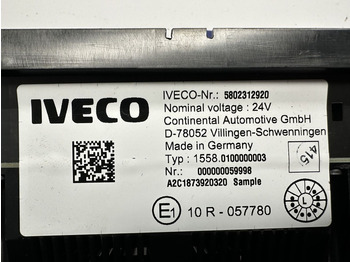 IVECO
IVECO-Nr.: 5802312920
Nominal voltage : 24V
Continental Automotive GmbH
D-78052 Villingen-Schwenningen
Made in Germany
Typ : 1558.0100000003
Nr.: 000000059998
A2C1873920320 Sample
415
E1 10 R - 057780
L